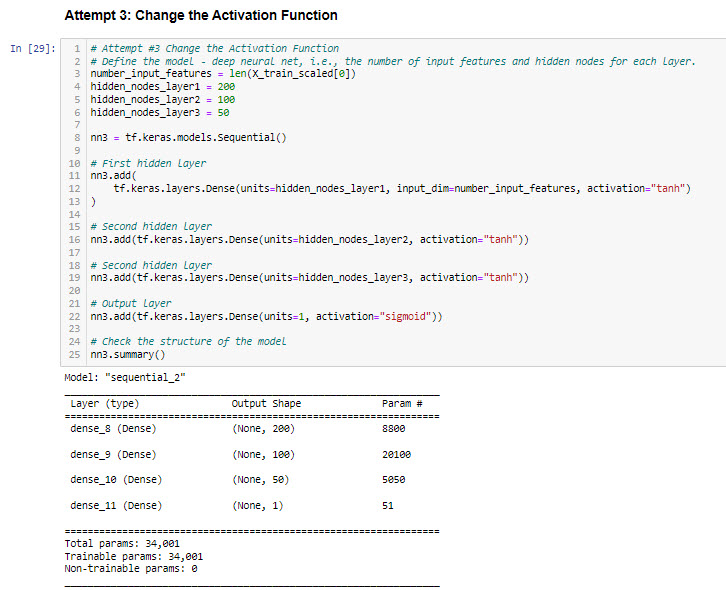 Attempt 3: Change the Activation Function
In [29]:
1 # Attempt #3 Change the Activation Function
2 # Define the model - deep neural net, i.e., the number of input features and hidden nodes for each layer.
3 number_input_features = len(X_train_scaled[0])
4 hidden_nodes_layer1 = 200
5 hidden_nodes_layer2 = 100
6 hidden_nodes_layer3 = 50
7
8 nn3 = tf.keras.models.Sequential()
9
10 # First hidden layer
11 nn3.add(
12     tf.keras.layers.Dense(units=hidden_nodes_layer1, input_dim=number_input_features, activation="tanh")
13 )
14
15 # Second hidden layer
16 nn3.add(tf.keras.layers.Dense(units=hidden_nodes_layer2, activation="tanh"))
17
18 # Second hidden layer
19 nn3.add(tf.keras.layers.Dense(units=hidden_nodes_layer3, activation="tanh"))
20
21 # Output layer
22 nn3.add(tf.keras.layers.Dense(units=1, activation="sigmoid"))
23
24 # Check the structure of the model
25 nn3.summary()
Model: "sequential_2"
Layer (type) Output Shape Param #
dense_8 (Dense) (None, 200) 8800
dense_9 (Dense) (None, 100) 20100
dense_10 (Dense) (None, 50) 5050
dense_11 (Dense) (None, 1) 51
Total params: 34,001
Trainable params: 34,001
Non-trainable params: 0